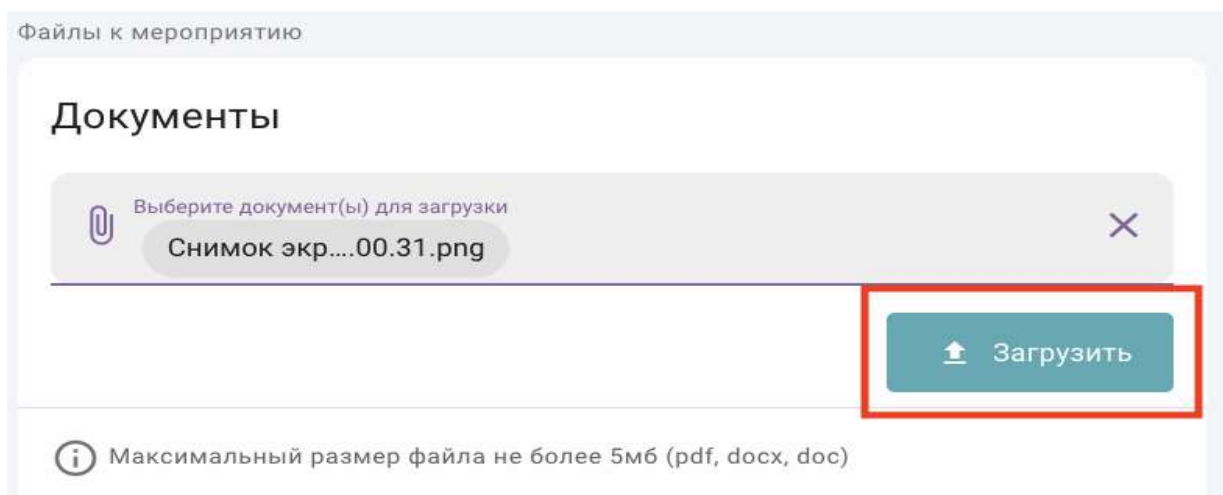 Файлы к мероприятию
Документы
Выберите документ(ы) для загрузки
Снимок экр....00.31.png
Загрузить
Максимальный размер файла не более 5мб (pdf, docx, doc)